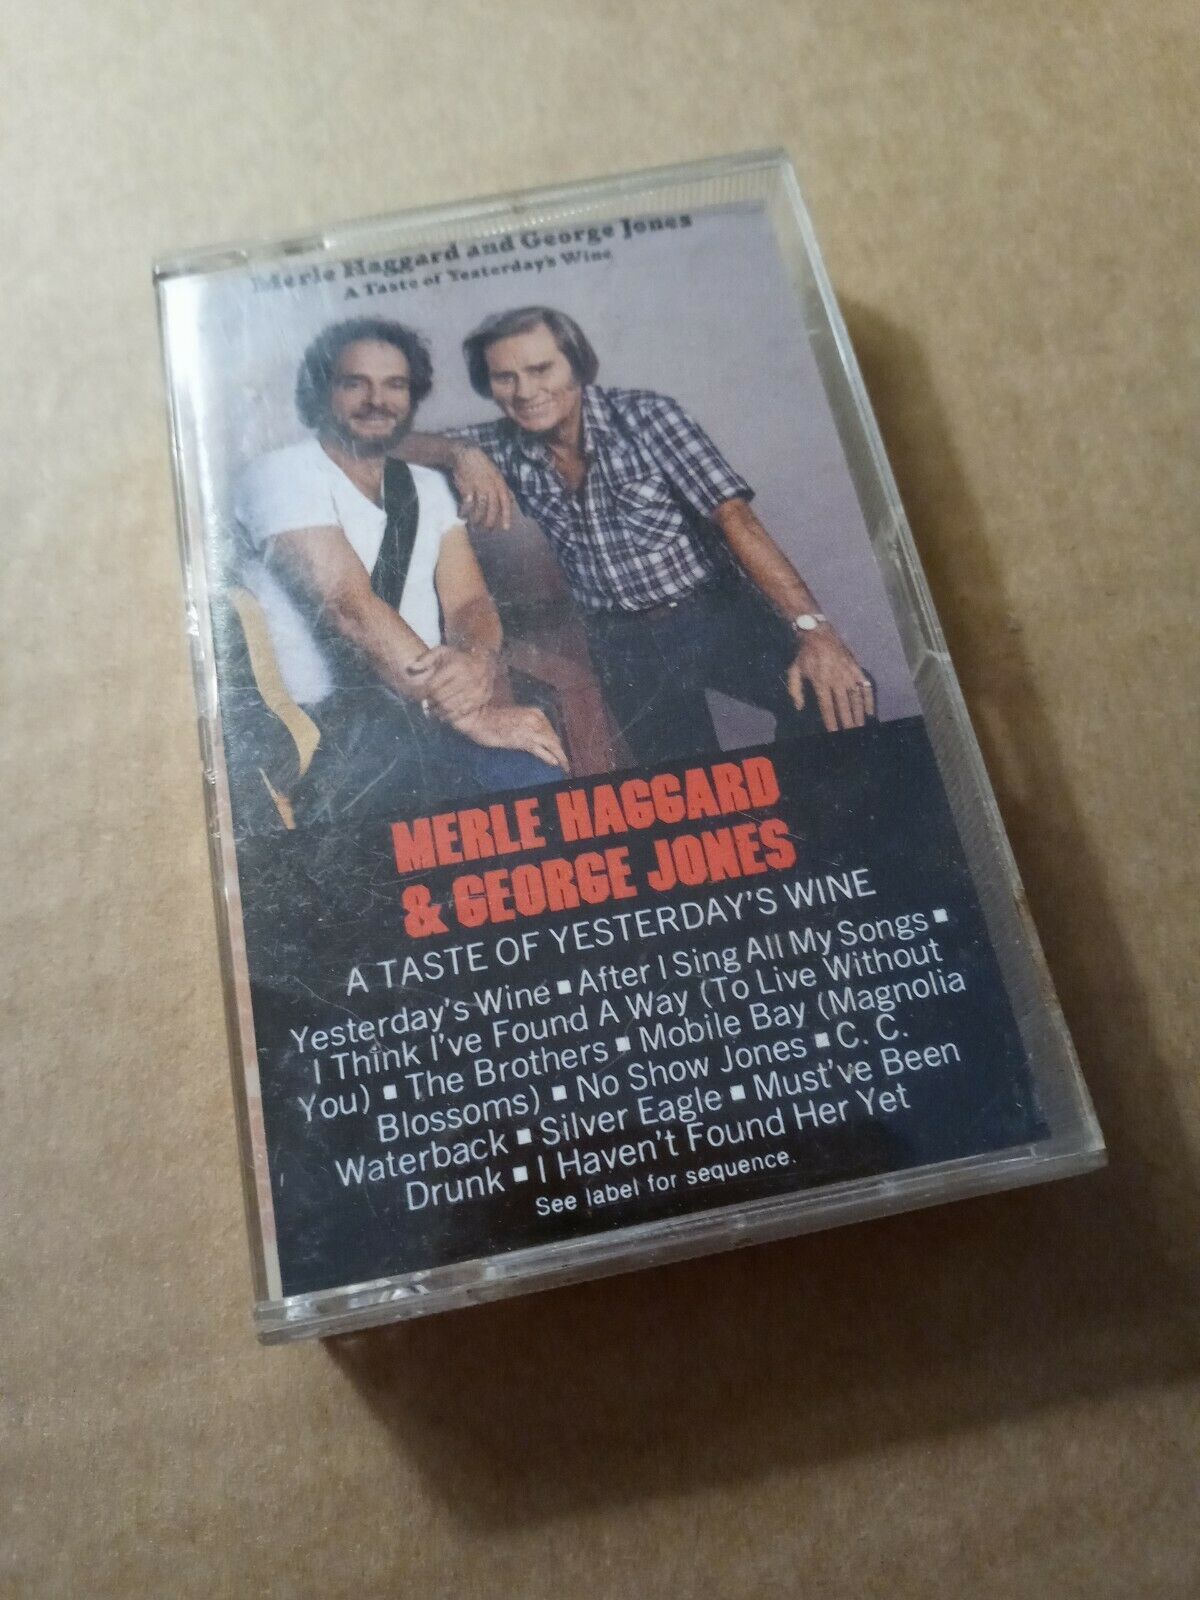 Merle Haggard and George Jones
A Taste of Yesterday's Wine
MERLE HAGGARD
& GEORGE JONES
A TASTE OF YESTERDAY'S WINE
Yesterday's Wine ■ After I Sing All My Songs ■
I Think I've Found A Way (To Live Without
You) ■ The Brothers ■ Mobile Bay (Magnolia
Blossoms) ■ No Show Jones ■ C. C.
Waterback ■ Silver Eagle ■ Must've Been
Drunk ■ I Haven't Found Her Yet
See label for sequence.